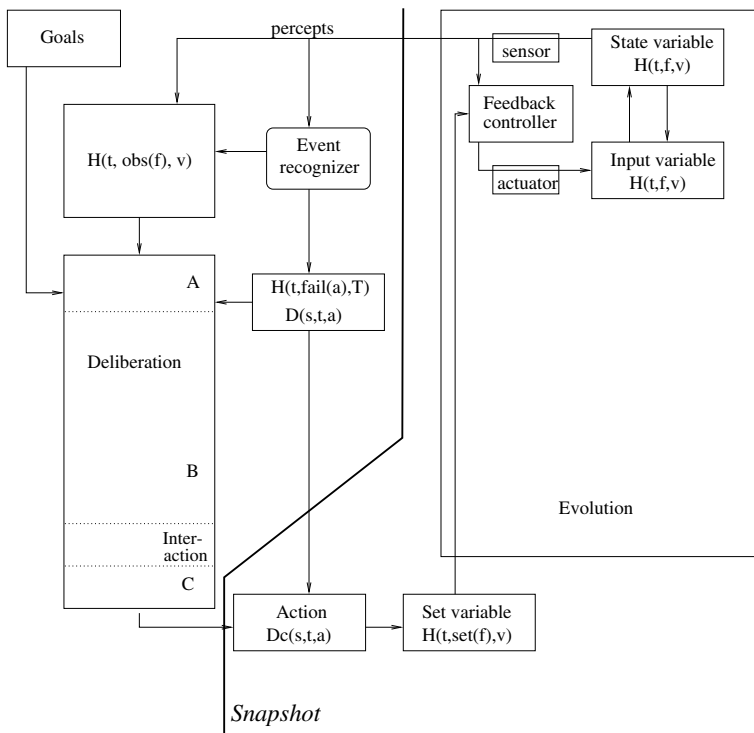 Goals
percepts
sensor
State variable
H(t,f,v)
Feedback
controller
H(t, obs(f), v)
Event
recognizer
Input variable
H(t,f,v)
actuator
A
H(t,fail(a),T)
D(s,t,a)
Deliberation
B
Evolution
Inter-
action
C
Action
Dc(s,t,a)
Set variable
H(t,set(f),v)
Snapshot